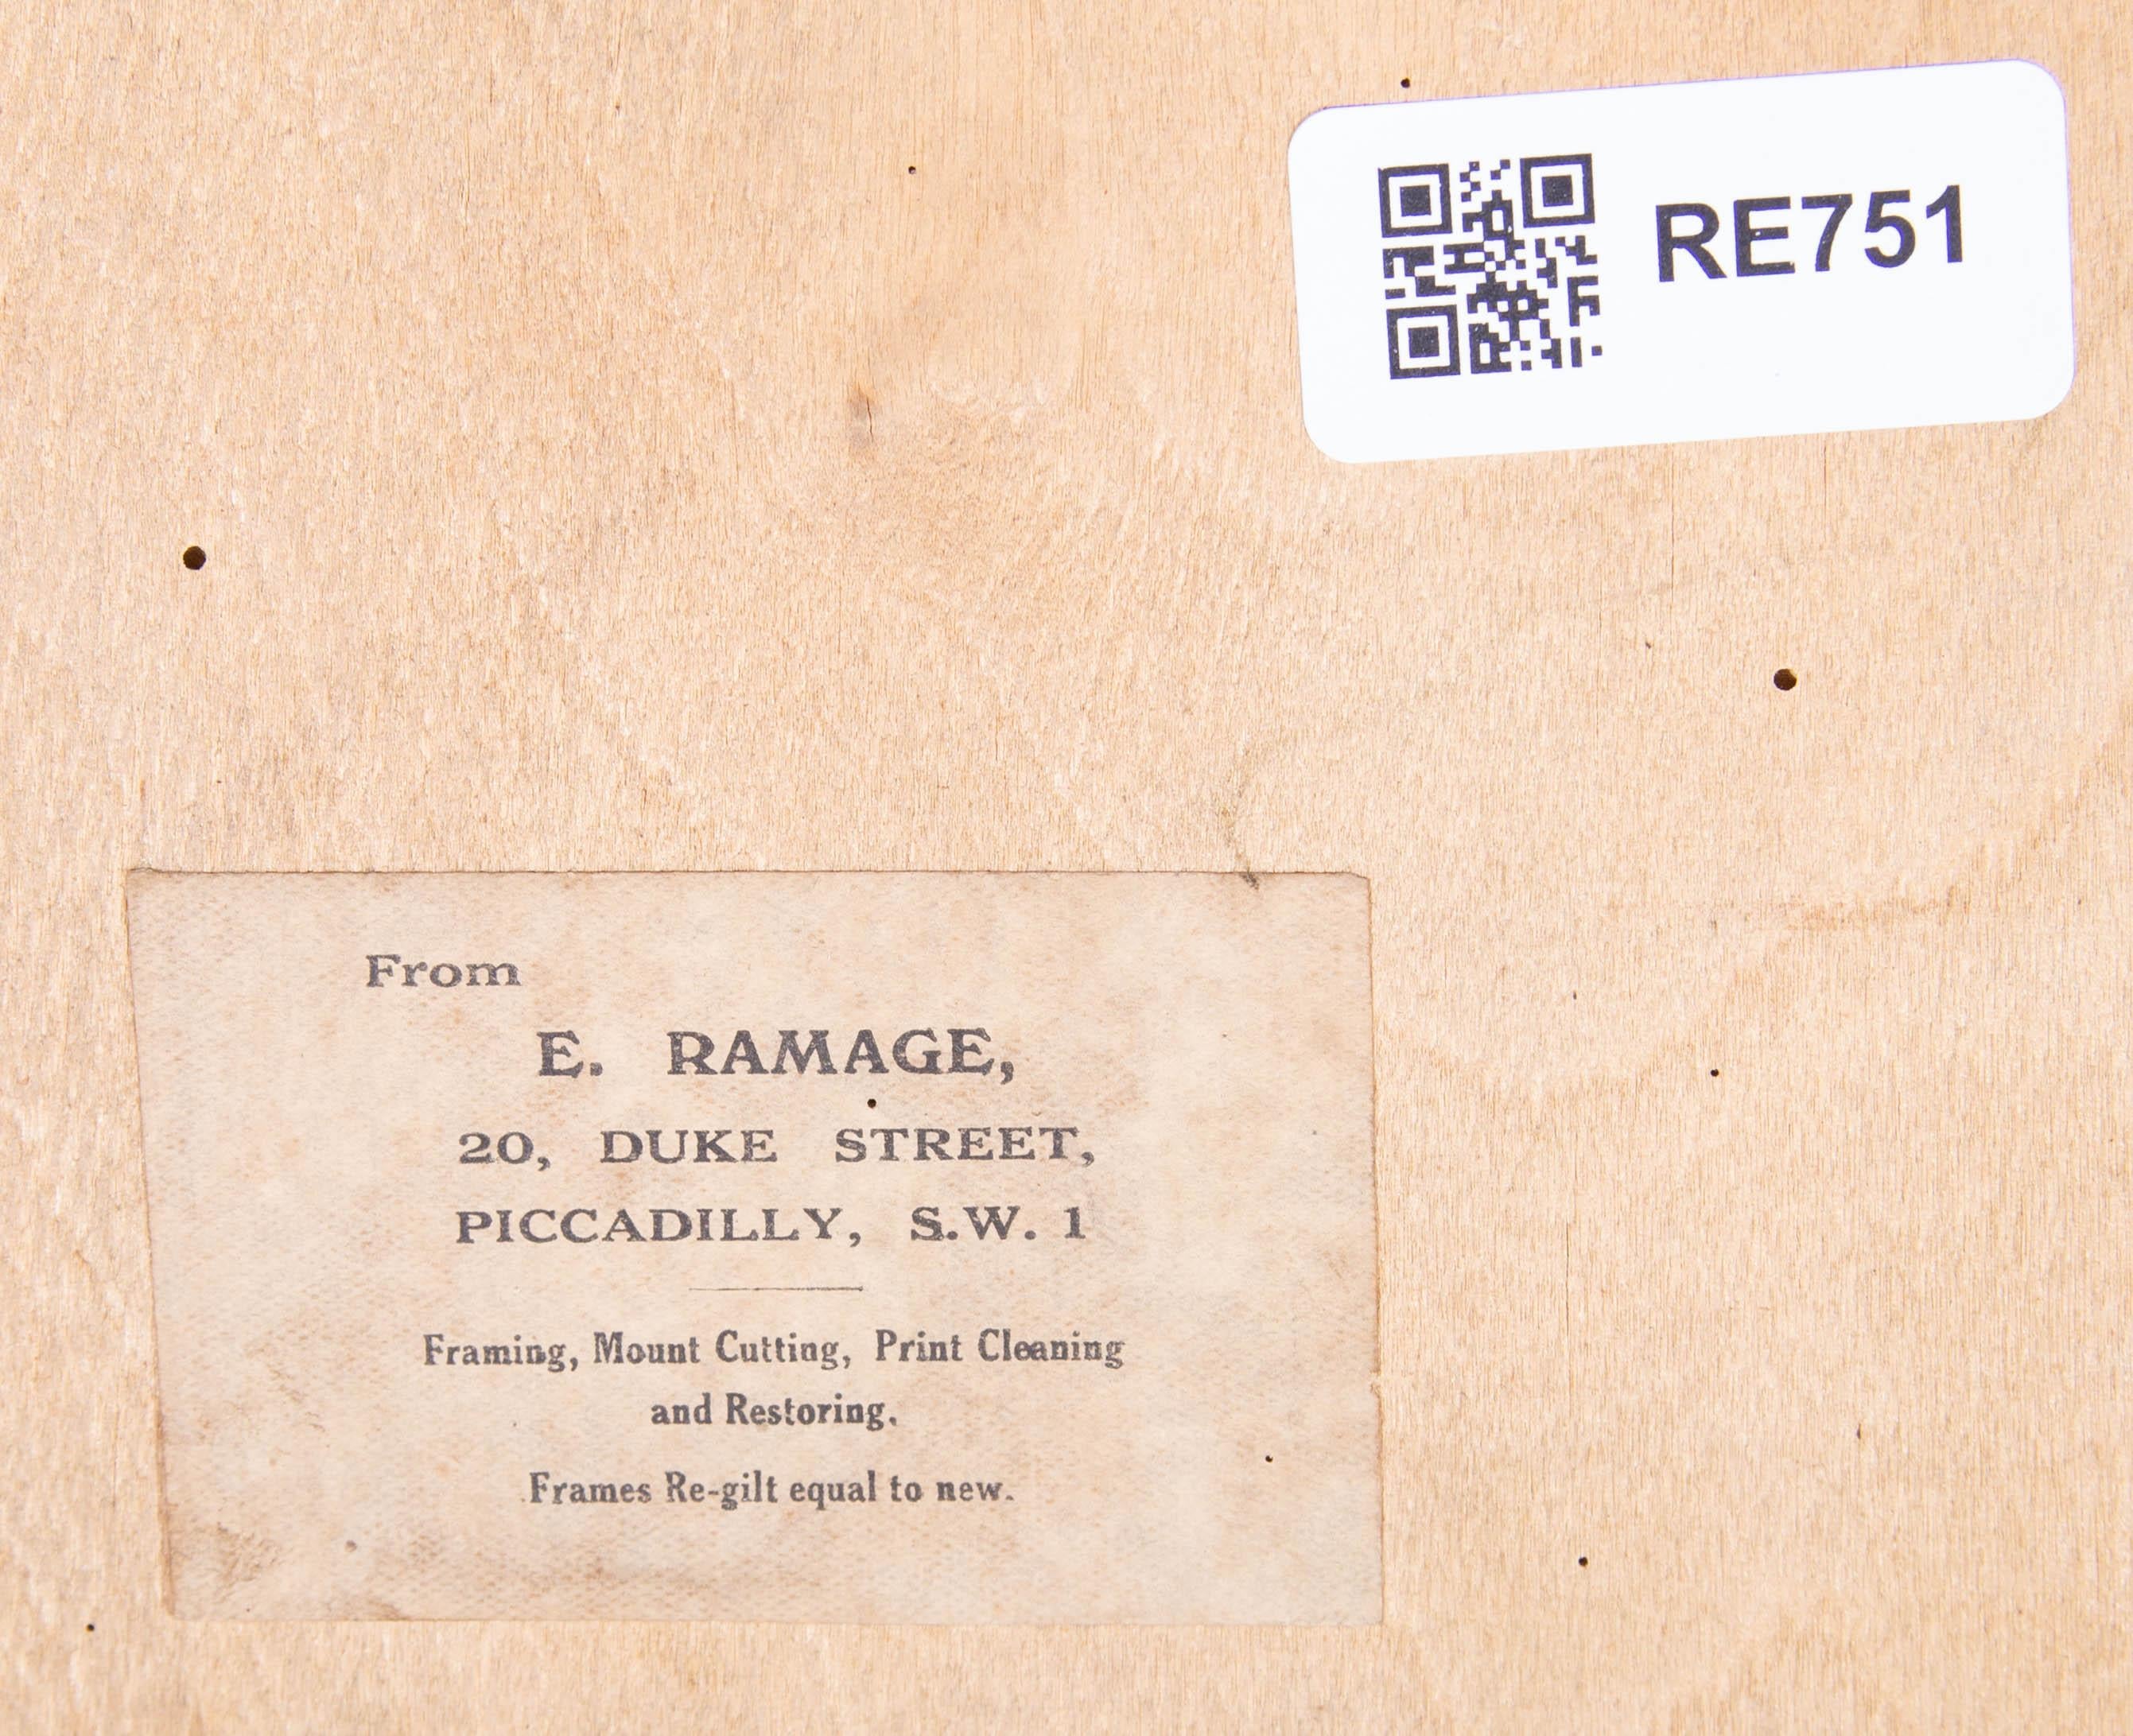 RE751
From
E. RAMAGE,
20, DUKE STREET,
PICCADILLY, S.W. 1
Framing, Mount Cutting, Print Cleaning
and Restoring.
Frames Re-gilt equal to new.